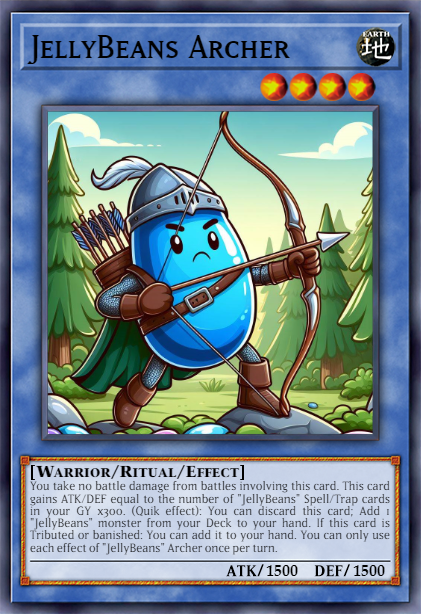 JellyBeans Archer
EARTH
地
[Warrior/Ritual/Effect]
You take no battle damage from battles involving this card. This card
gains ATK/DEF equal to the number of "JellyBeans" Spell/Trap cards
in your GY x300. (Quik effect): You can discard this card; Add 1
"JellyBeans" monster from your Deck to your hand. If this card is
Tributed or banished: You can add it to your hand. You can only use
each effect of "JellyBeans" Archer once per turn.
ATK/1500 DEF/1500